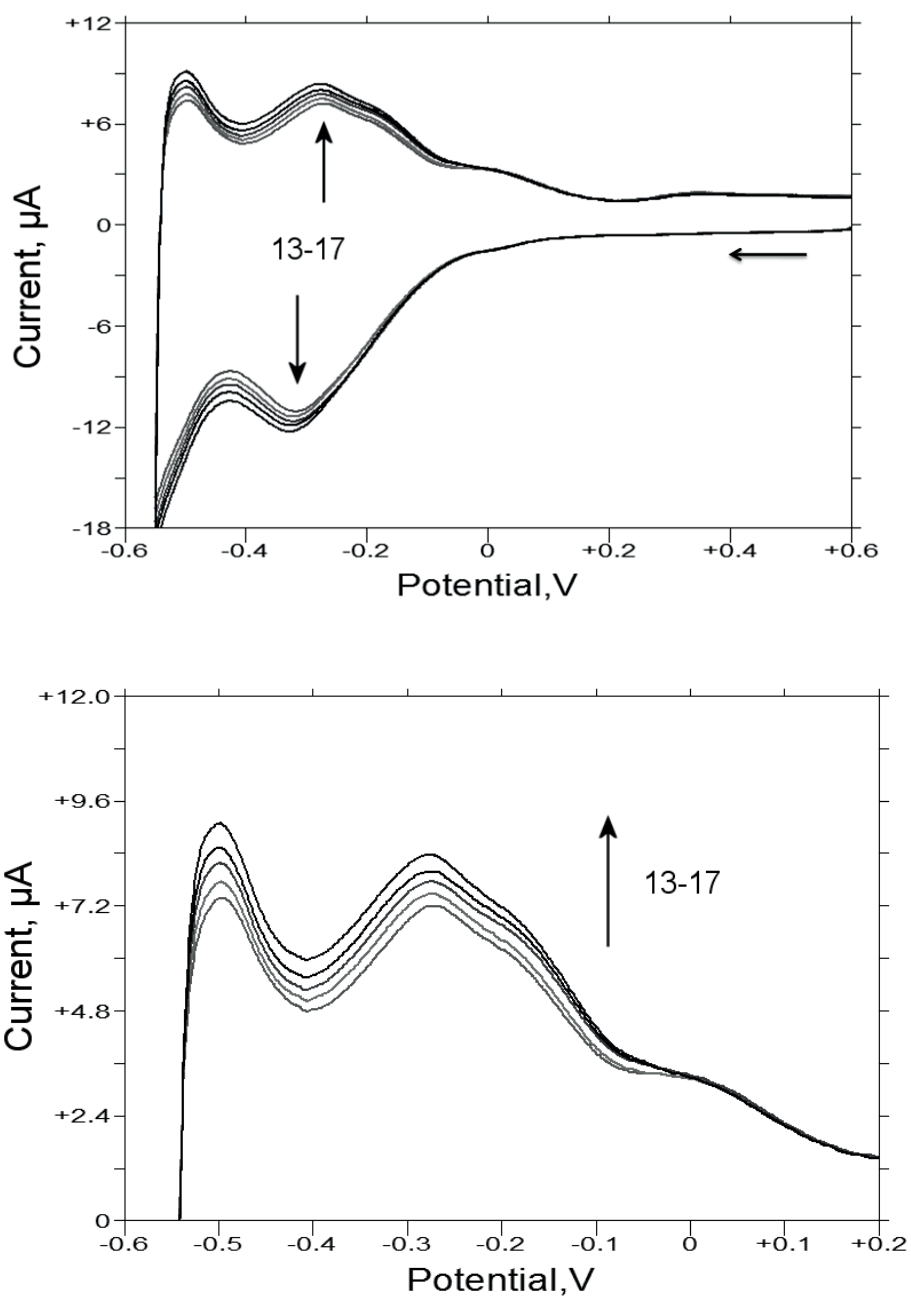 +12
+6
0
-6
-12
-18
Current, µA
13-17
-0.6 -0.4 -0.2 0 +0.2 +0.4 +0.6
Potential,V
+12.0
+9.6
+7.2
+4.8
+2.4
0
Current, µA
13-17
-0.6 -0.5 -0.4 -0.3 -0.2 -0.1 0 +0.1 +0.2
Potential,V